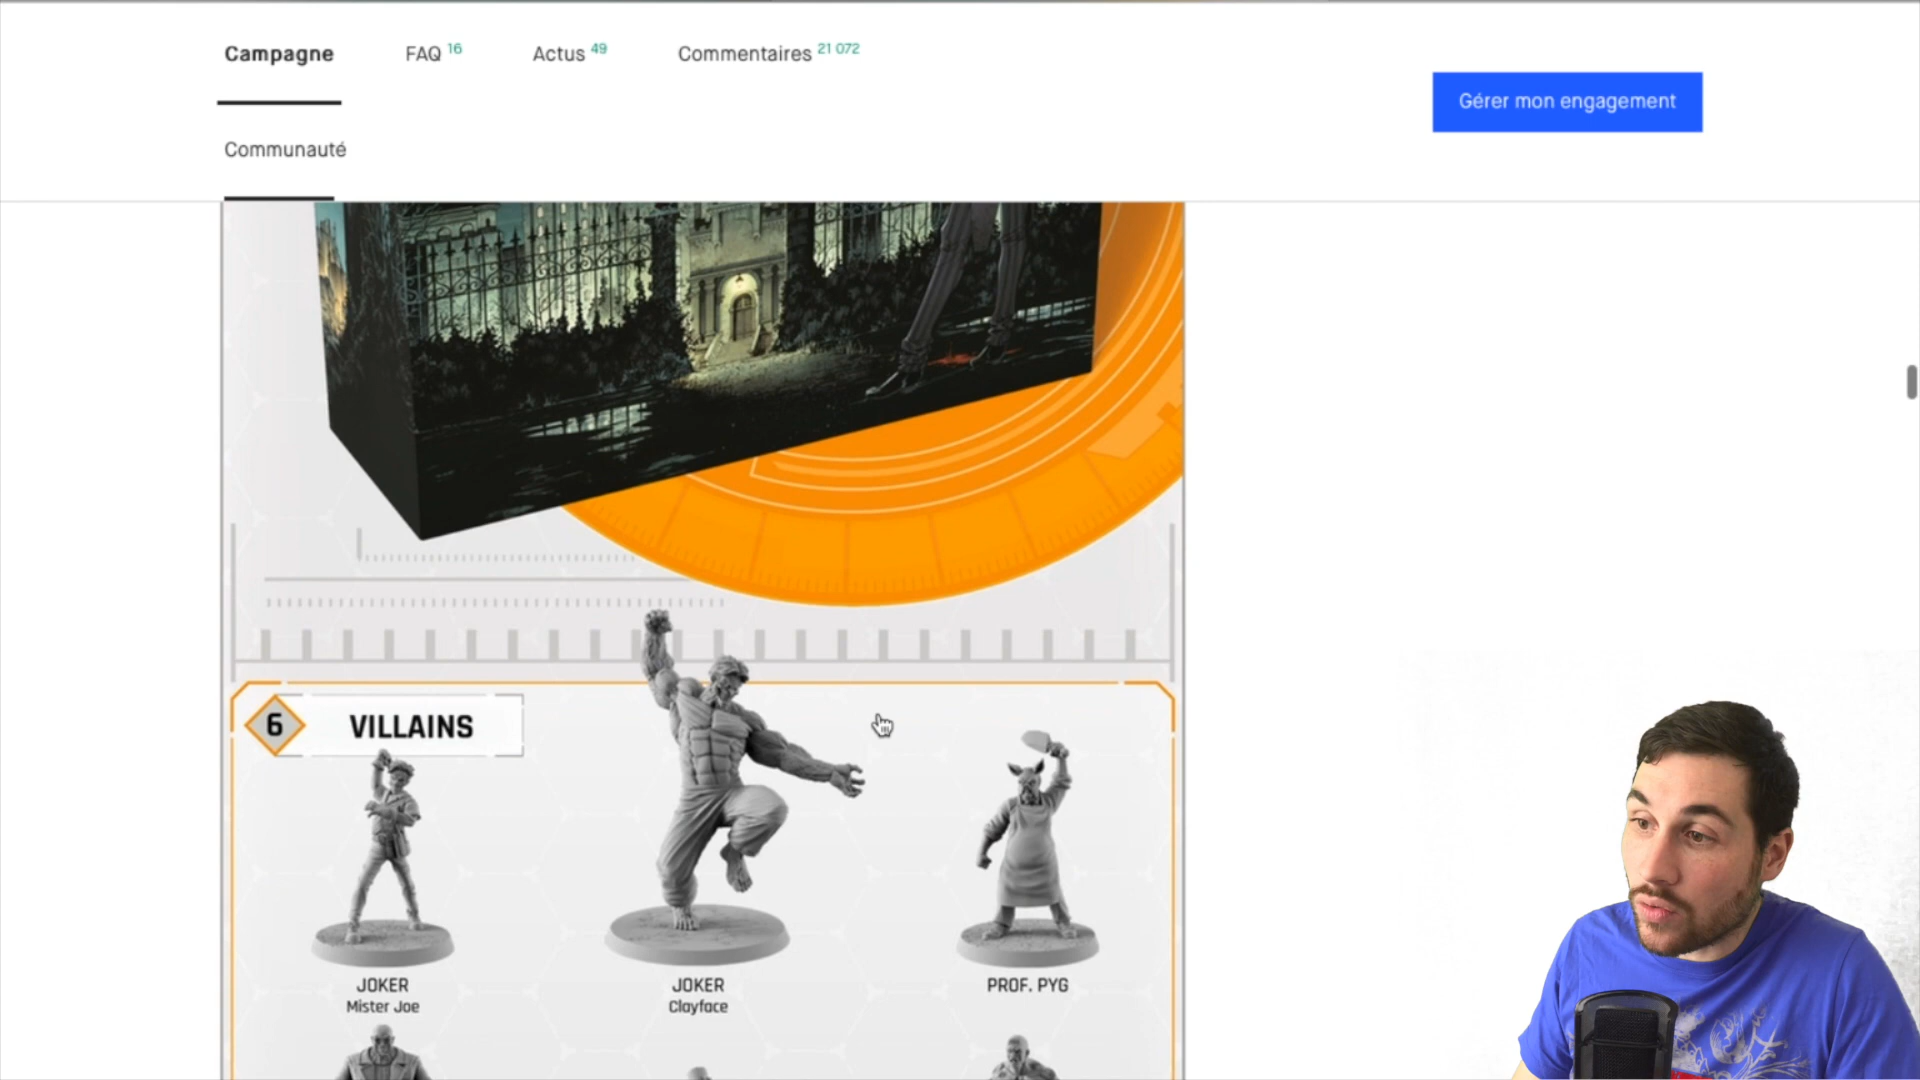 Campagne FAQ 16 Actus 49 Commentaires 21 072
Gérer mon engagement
Communauté
6 VILLAINS
JOKER
Mister Joe
JOKER
Clayface
PROF. PYG